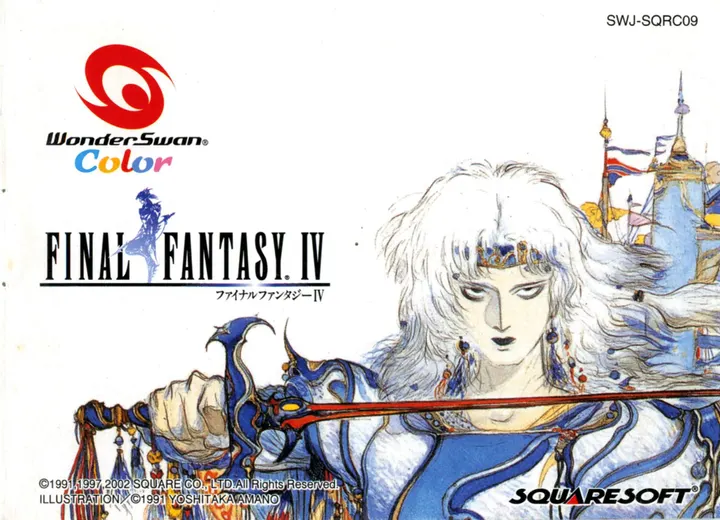 SWJ-SQRC09
WonderSwan®
Color
FINAL FANTASY® IV
ファイナルファンタジーIV
©1991,1997,2002 SQUARE CO., LTD.All Rights Reserved.
ILLUSTRATION／©1991 YOSHITAKA AMANO
SQUARESOFT®